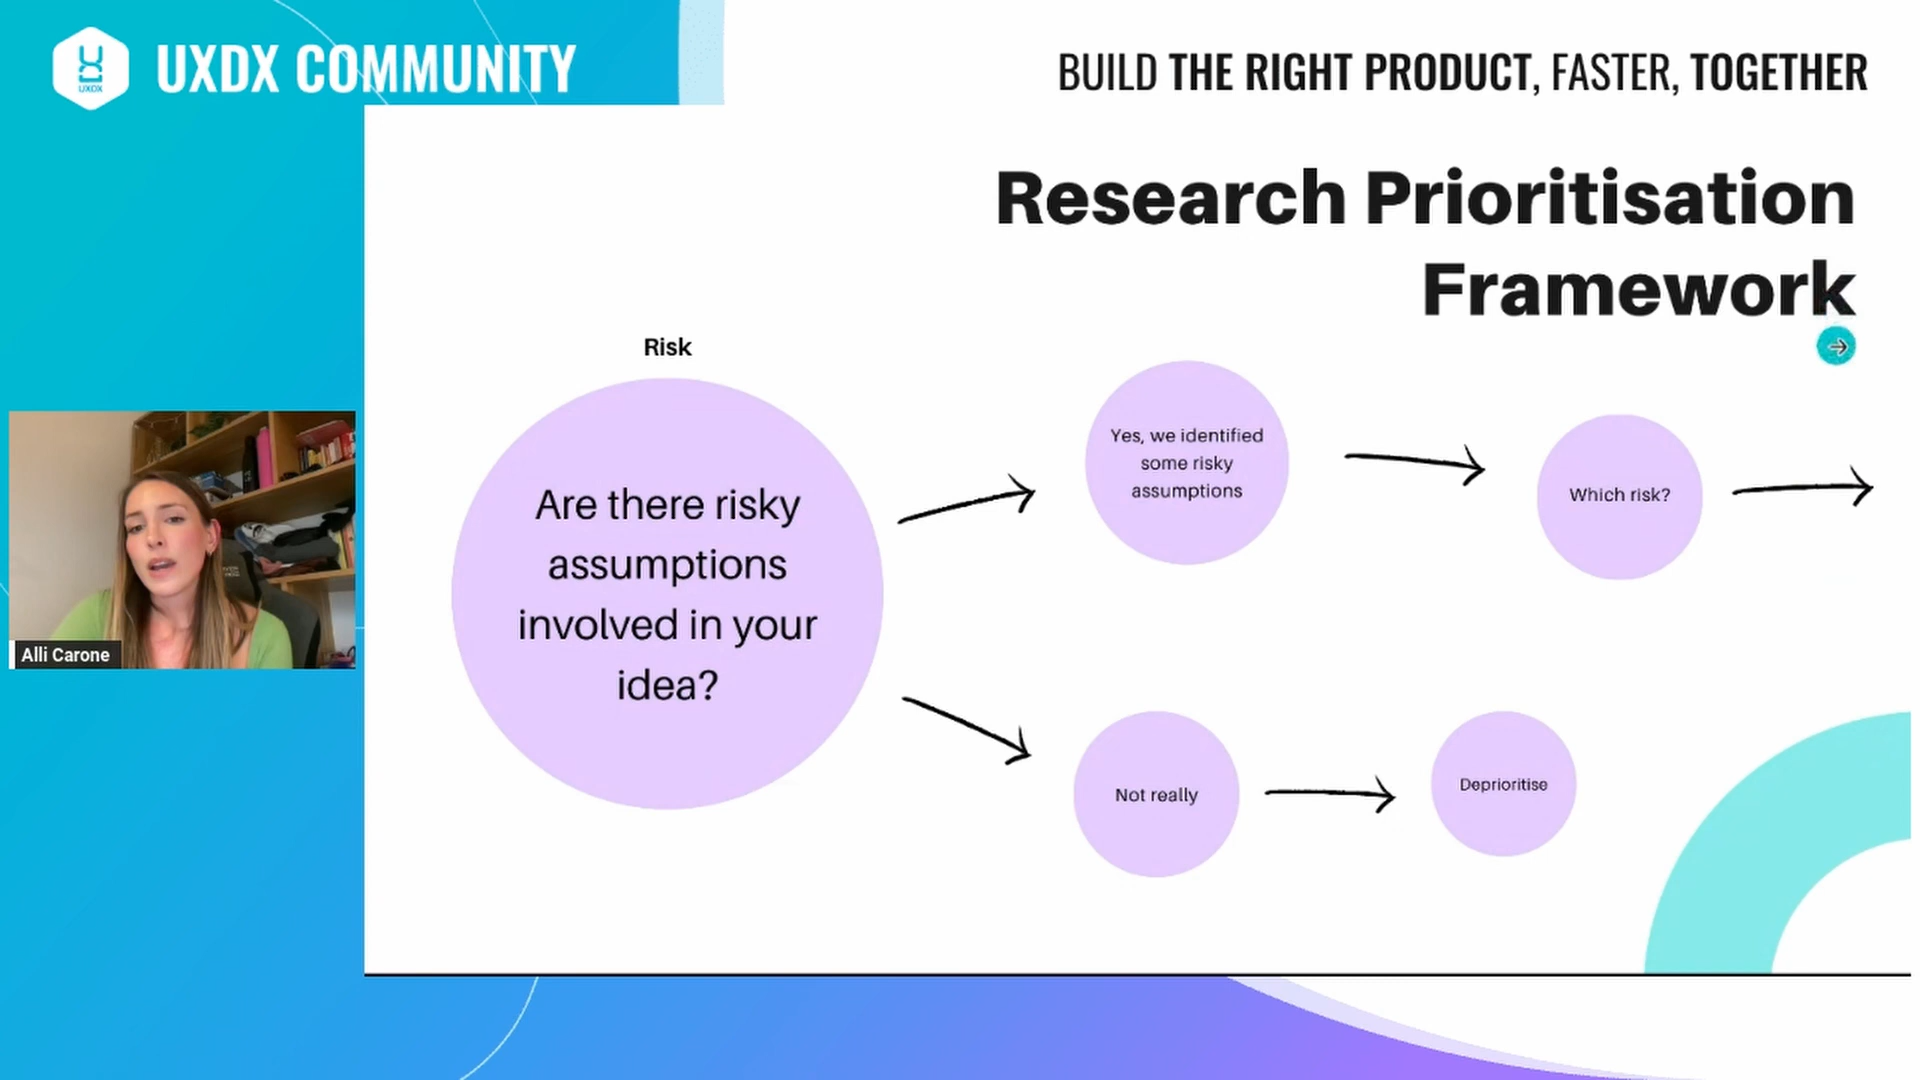 UXDX
UXDX COMMUNITY
BUILD THE RIGHT PRODUCT, FASTER, TOGETHER
Research Prioritisation
Framework
Risk
Are there risky
assumptions
involved in your
idea?
Yes, we identified
some risky
assumptions
Which risk?
Not really
Deprioritise
Alli Carone